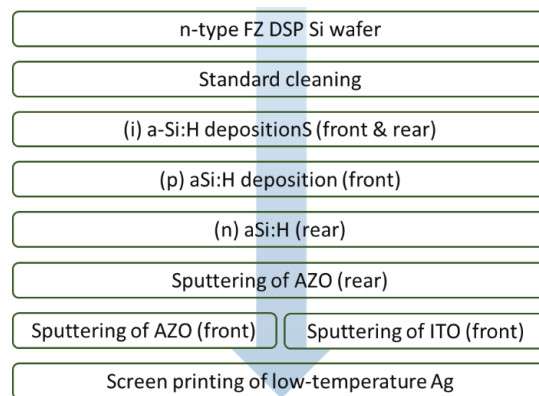 n-type FZ DSP Si wafer
Standard cleaning
(i) a-Si:H depositionS (front & rear)
(p) aSi:H deposition (front)
(n) aSi:H (rear)
Sputtering of AZO (rear)
Sputtering of AZO (front)
Sputtering of ITO (front)
Screen printing of low-temperature Ag